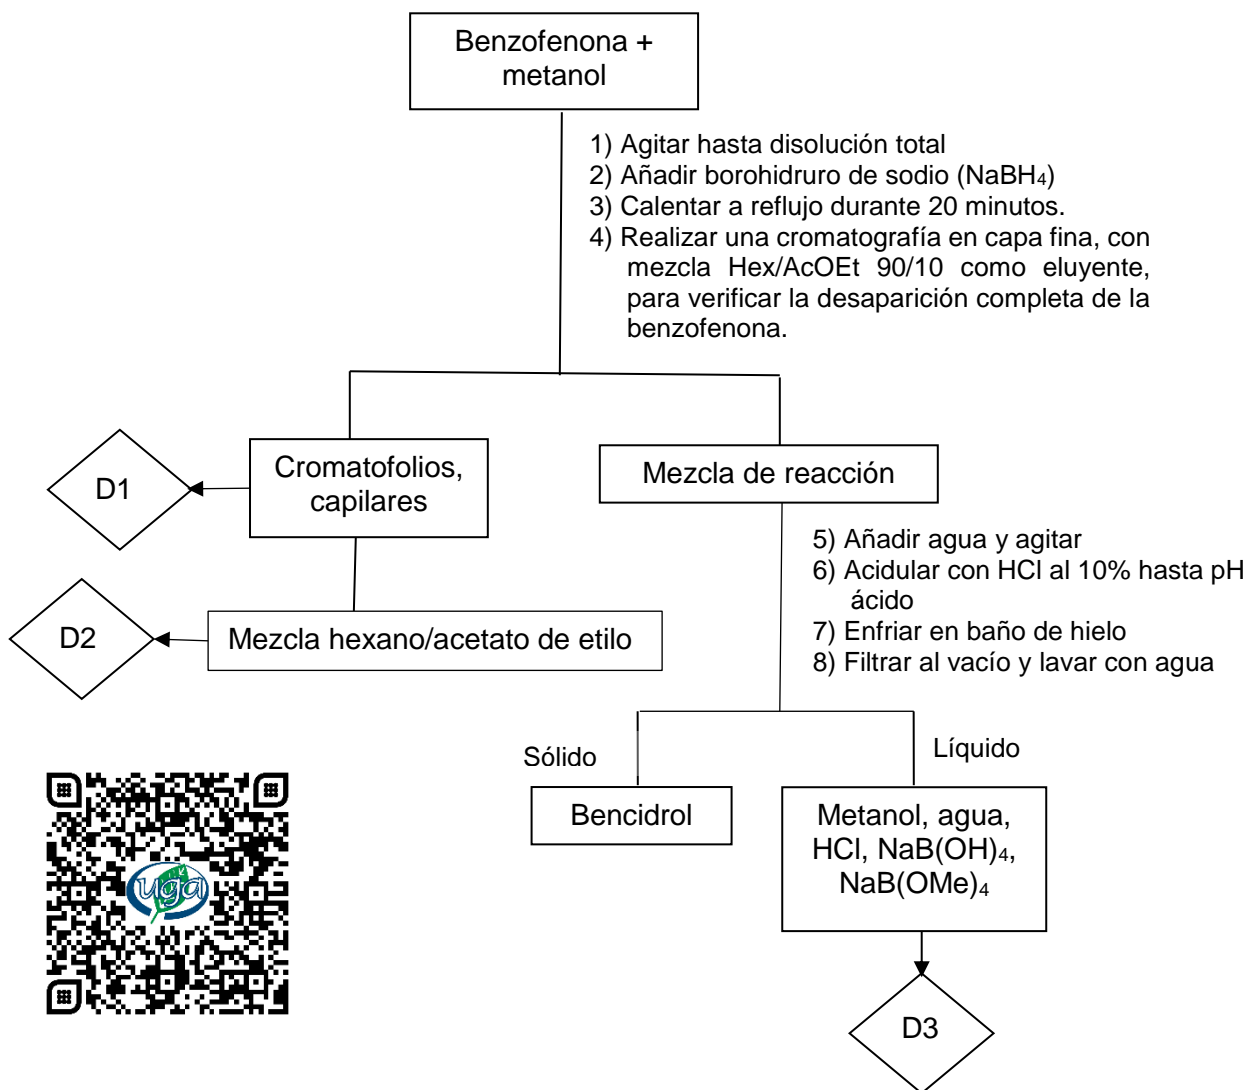 Benzofenona +
metanol
1) Agitar hasta disolución total
2) Añadir borohidruro de sodio (NaBH₄)
3) Calentar a reflujo durante 20 minutos.
4) Realizar una cromatografía en capa fina, con
mezcla Hex/AcOEt 90/10 como eluyente,
para verificar la desaparición completa de la
benzofenona.
Cromatofolios,
capilares
D1
Mezcla de reacción
Mezcla hexano/acetato de etilo
D2
5) Añadir agua y agitar
6) Acidular con HCl al 10% hasta pH
ácido
7) Enfriar en baño de hielo
8) Filtrar al vacío y lavar con agua
Sólido
Líquido
Bencidrol
Metanol, agua,
HCl, NaB(OH)₄,
NaB(OMe)₄
D3
uga